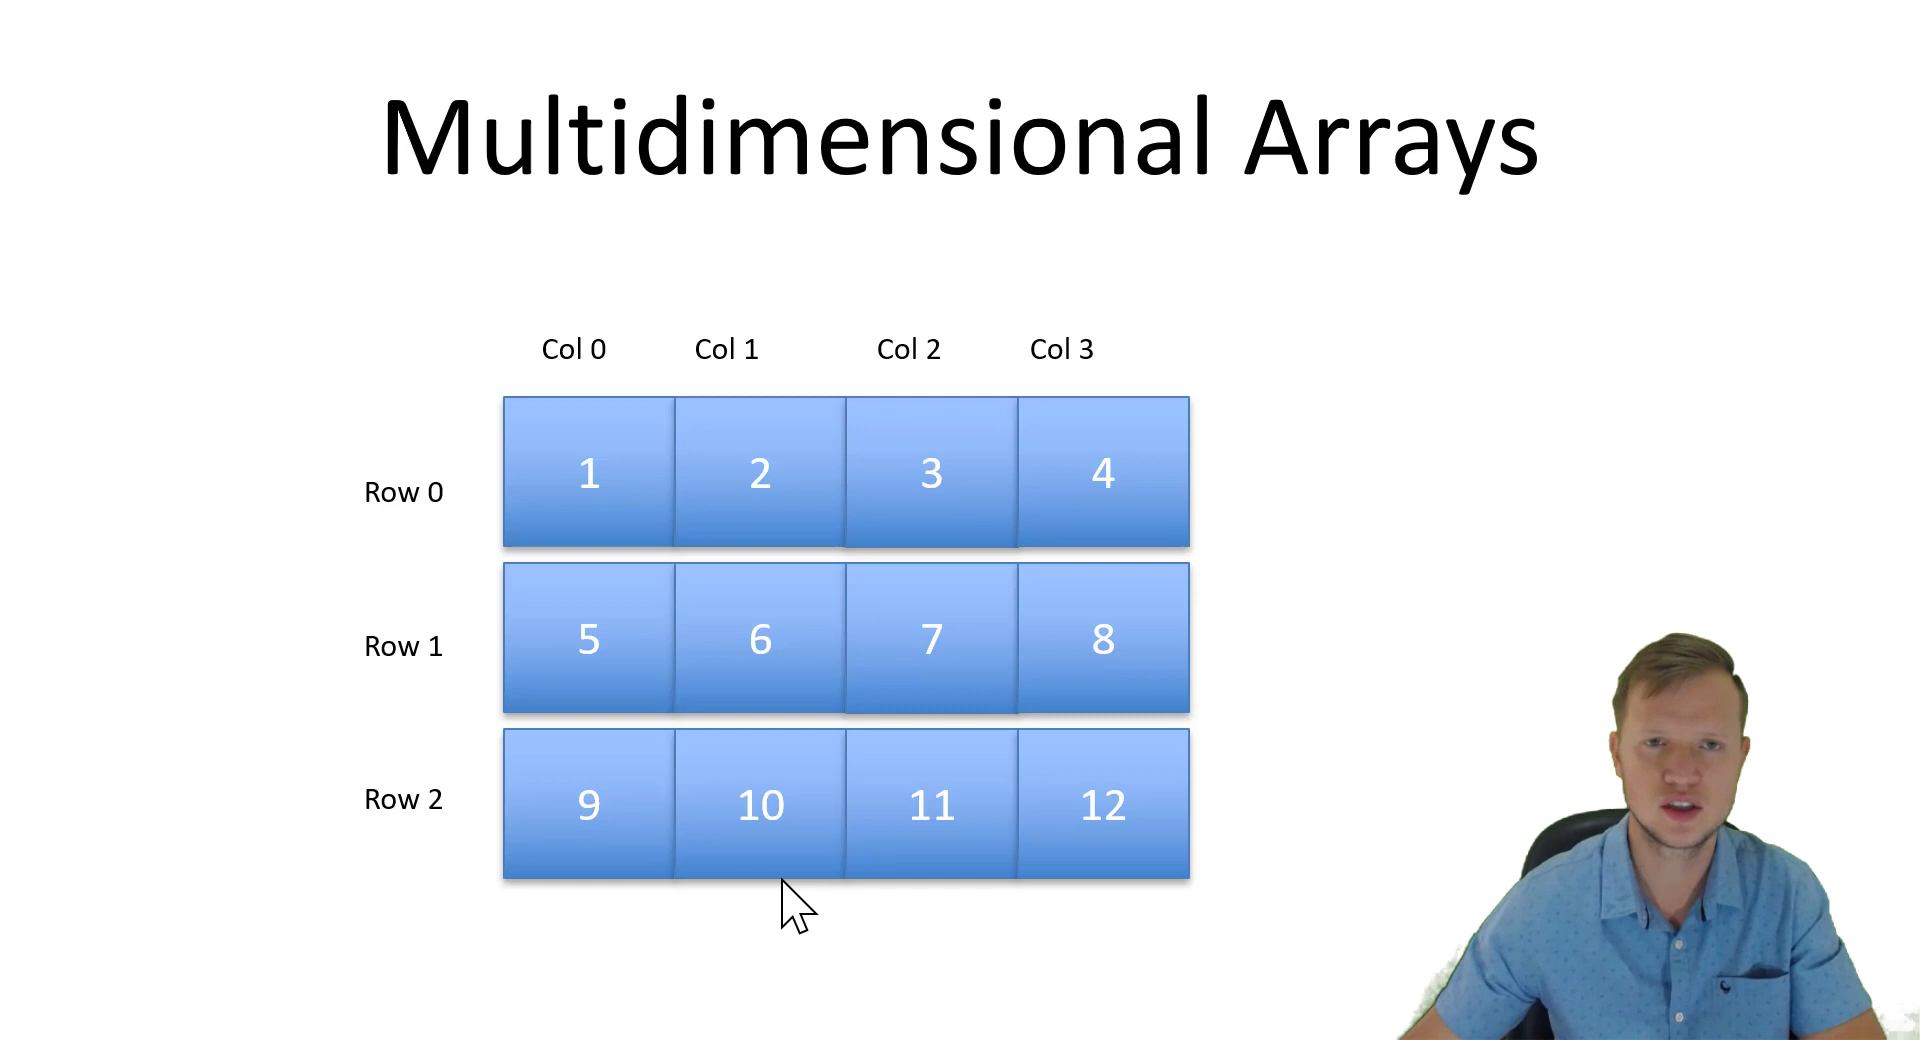 Multidimensional Arrays
Col 0 Col 1 Col 2 Col 3
Row 0 1 2 3 4
Row 1 5 6 7 8
Row 2 9 10 11 12